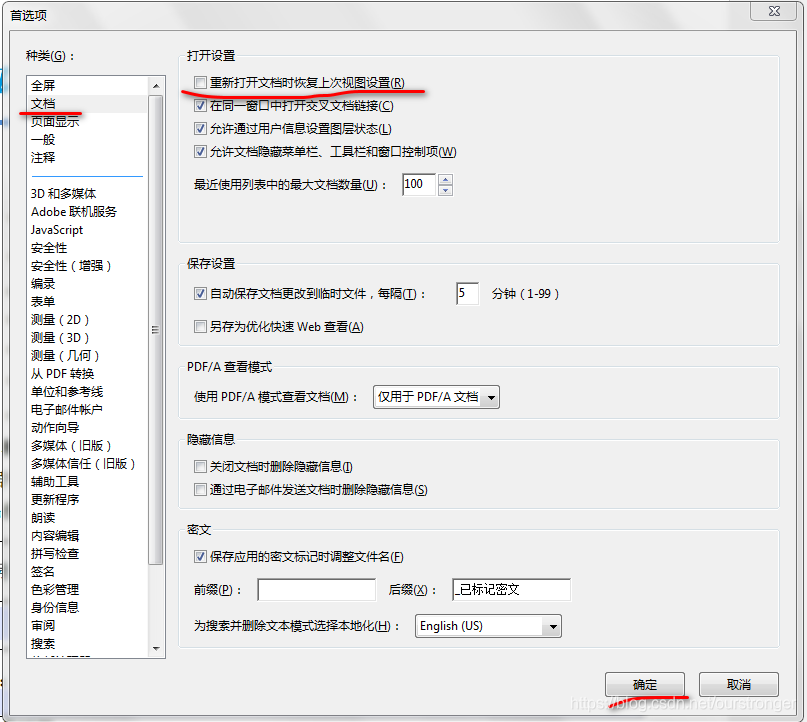 首选项
种类(G)：
全屏
文档
页面显示
一般
注释
3D 和多媒体
Adobe 联机服务
JavaScript
安全性
安全性（增强）
编录
表单
测量（2D）
测量（3D）
测量（几何）
从 PDF 转换
单位和参考线
电子邮件帐户
动作向导
多媒体（旧版）
多媒体信任（旧版）
辅助工具
更新程序
朗读
内容编辑
拼写检查
签名
色彩管理
身份信息
审阅
搜索
打开设置
重新打开文档时恢复上次视图设置(R)
在同一窗口中打开交叉文档链接(C)
允许通过用户信息设置图层状态(L)
允许文档隐藏菜单栏、工具栏和窗口控制项(W)
最近使用列表中的最大文档数量(U)： 100
保存设置
自动保存文档更改到临时文件，每隔(T)： 5 分钟（1-99）
另存为优化快速 Web 查看(A)
PDF/A 查看模式
使用 PDF/A 模式查看文档(M)： 仅用于 PDF/A 文档
隐藏信息
关闭文档时删除隐藏信息(I)
通过电子邮件发送文档时删除隐藏信息(S)
密文
保存应用的密文标记时调整文件名(F)
前缀(P)： 后缀(X)： _已标记密文
为搜索并删除文本模式选择本地化(H)： English (US)
确定 取消
https://blog.csdn.net/ourstronger